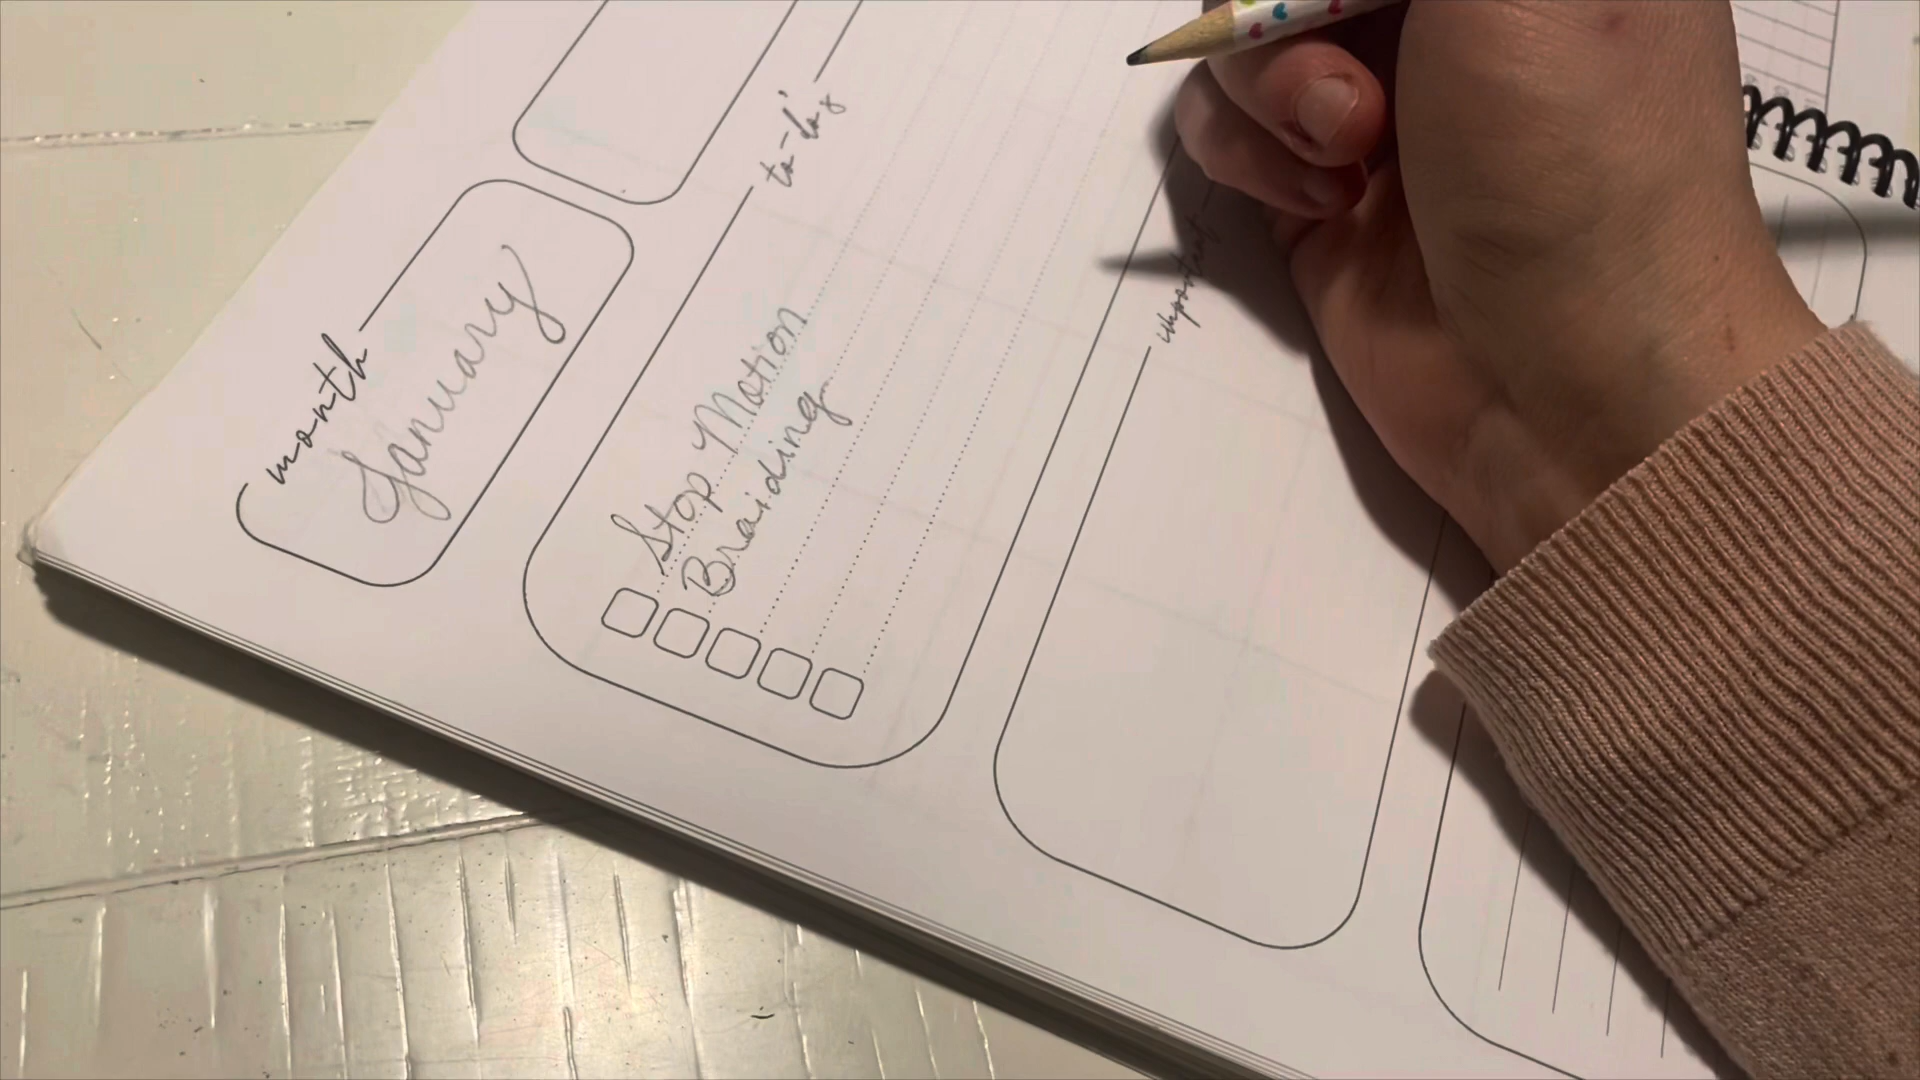 month
January
to-do's
Stop Motion
Braiding
important